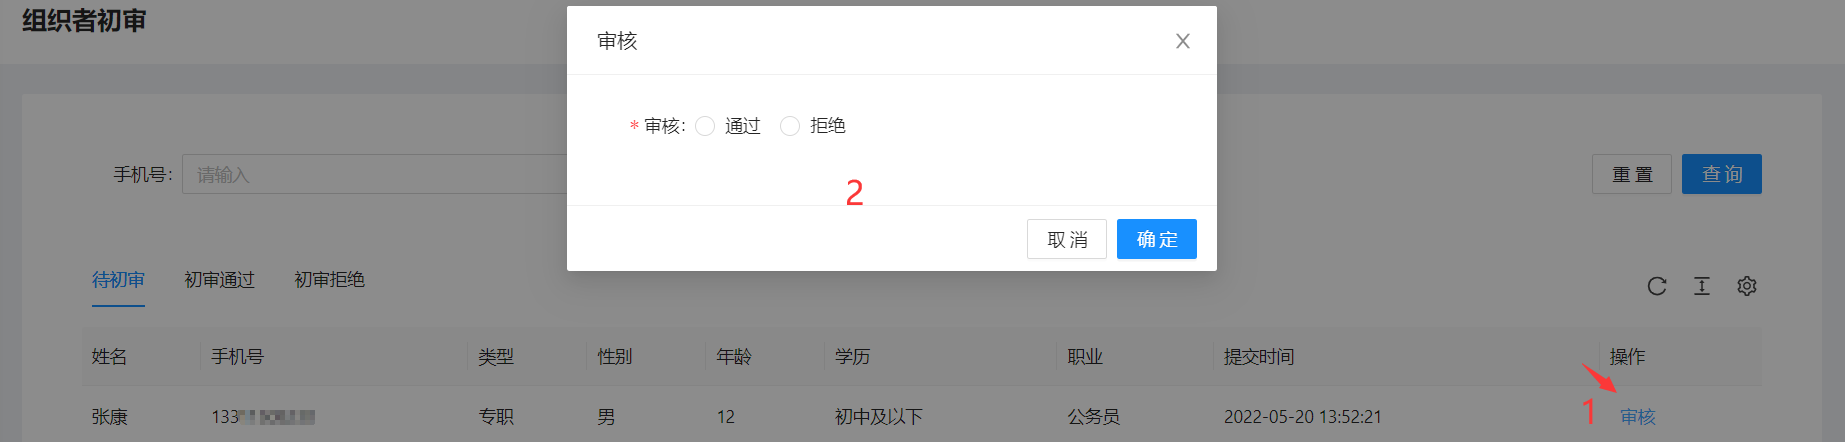 组织者初审
审核
* 审核: 通过 拒绝
手机号: 请输入
重置 查询
2
取消 确定
待初审 初审通过 初审拒绝
姓名 手机号 类型 性别 年龄 学历 职业 提交时间 操作
1
张康 133 专职 男 12 初中及以下 公务员 2022-05-20 13:52:21 审核